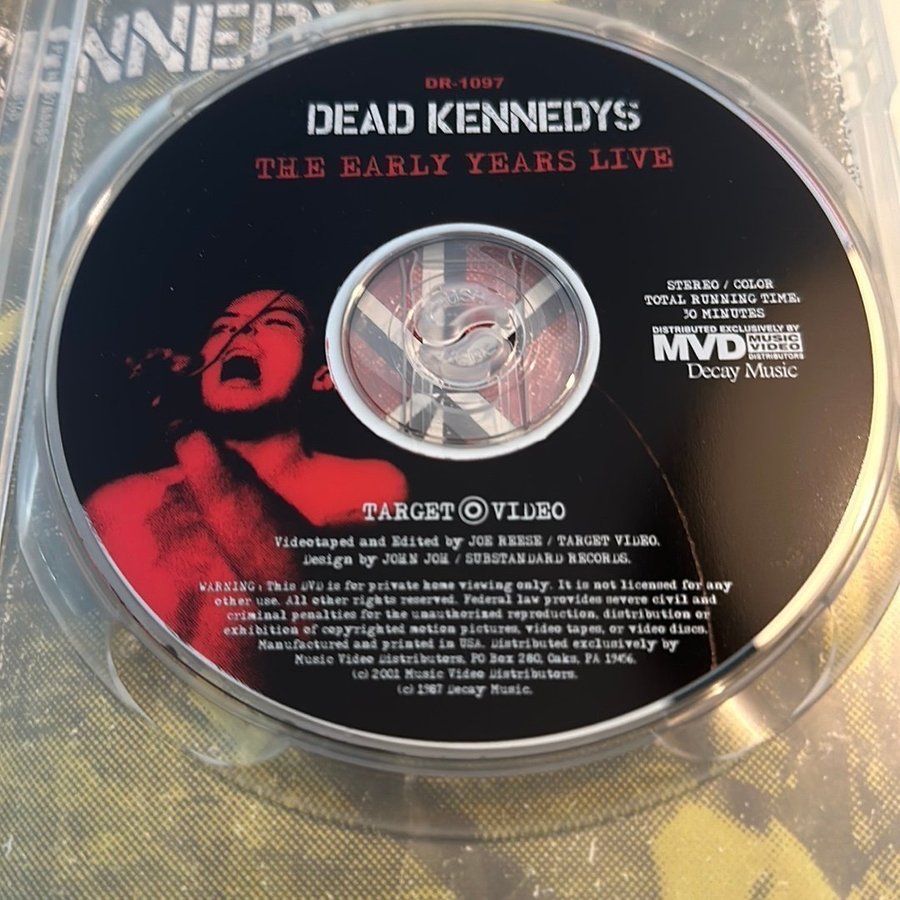 DR-1097
DEAD KENNEDYS
THE EARLY YEARS LIVE
STEREO / COLOR
TOTAL RUNNING TIME:
30 MINUTES
DISTRIBUTED EXCLUSIVELY BY
MVD MUSIC VIDEO DISTRIBUTORS
Decay Music
TARGET VIDEO
Videotaped and Edited by JOE REESE / TARGET VIDEO.
Design by JOHN JOH / SUBSTANDARD RECORDS.
WARNING: This DVD is for private home viewing only. It is not licensed for any
other use. All other rights reserved. Federal law provides severe civil and
criminal penalties for the unauthorized reproduction, distribution or
exhibition of copyrighted motion pictures, video tapes, or video discs.
Manufactured and printed in USA. Distributed exclusively by
Music Video Distributors, PO Box 280, Oaks, PA 19456.
(c) 2001 Music Video Distributors.
(c) 1987 Decay Music.